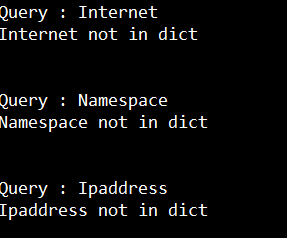 Query : Internet
Internet not in dict
Query : Namespace
Namespace not in dict
Query : Ipaddress
Ipaddress not in dict